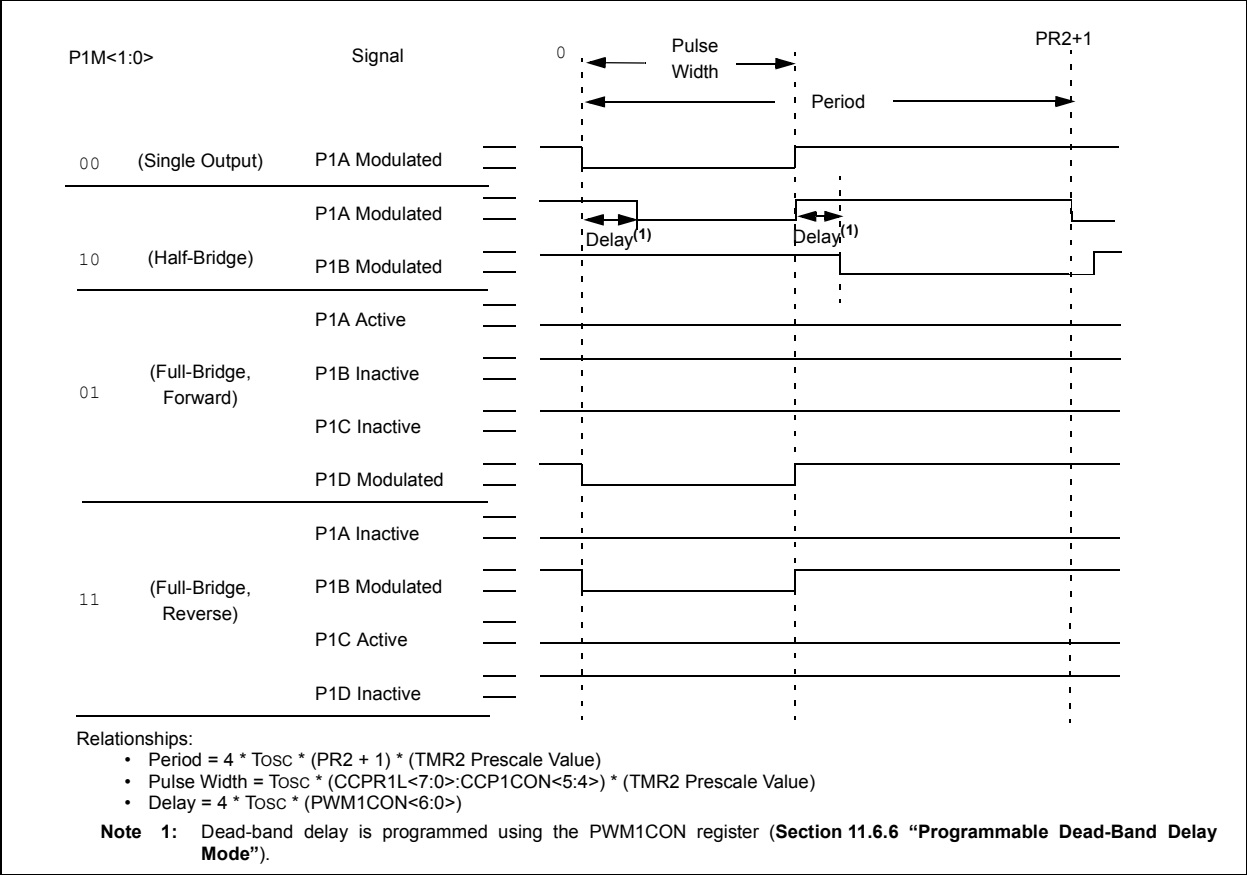 P1M<1:0> Signal 0 Pulse Width PR2+1
Period
00 (Single Output) P1A Modulated
P1A Modulated
Delay(1) Delay(1)
10 (Half-Bridge) P1B Modulated
P1A Active
01 (Full-Bridge, Forward) P1B Inactive
P1C Inactive
P1D Modulated
P1A Inactive
11 (Full-Bridge, Reverse) P1B Modulated
P1C Active
P1D Inactive
Relationships:
• Period = 4 * TOSC * (PR2 + 1) * (TMR2 Prescale Value)
• Pulse Width = TOSC * (CCPR1L<7:0>:CCP1CON<5:4>) * (TMR2 Prescale Value)
• Delay = 4 * TOSC * (PWM1CON<6:0>)
Note 1: Dead-band delay is programmed using the PWM1CON register (Section 11.6.6 “Programmable Dead-Band Delay
Mode”).